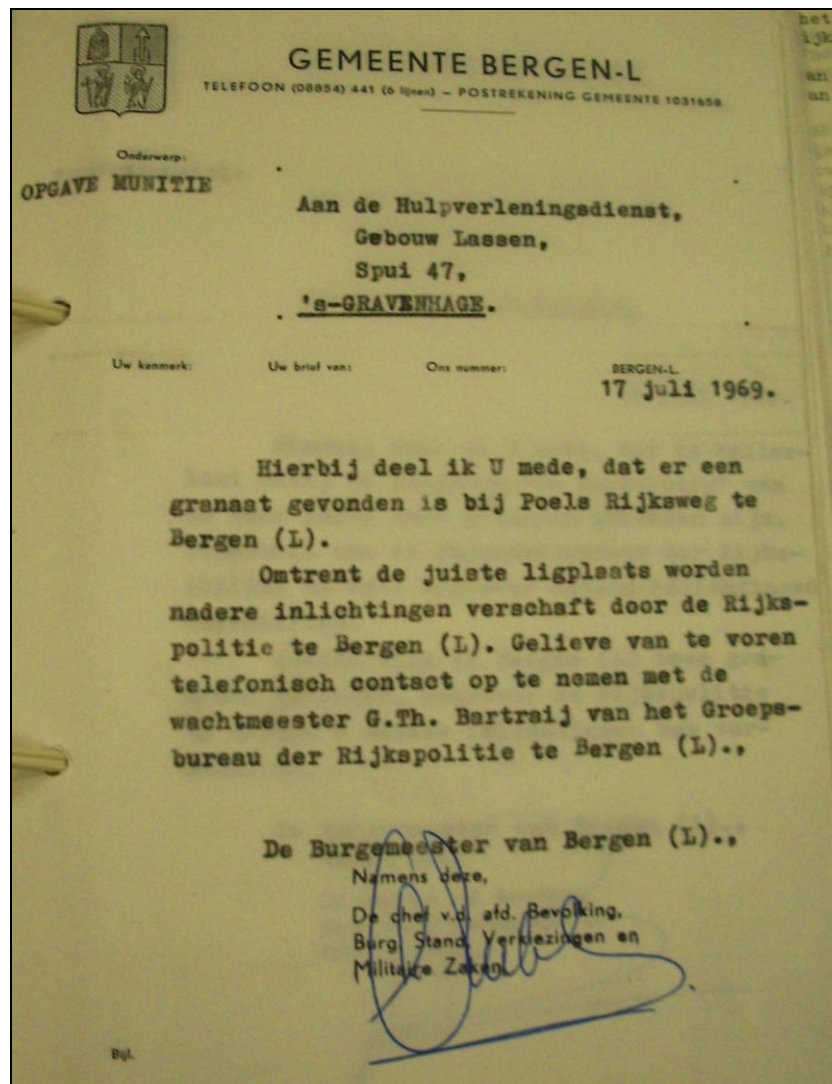 GEMEENTE BERGEN-L
TELEFOON (08854) 441 (6 lijnen) – POSTREKENING GEMEENTE 1031658
Onderwerp:
OPGAVE MUNITIE
Aan de Hulpverleningsdienst,
Gebouw Lassen,
Spui 47,
's-GRAVENHAGE.
Uw kenmerk: Uw brief van: Ons nummer: BERGEN-L.
17 juli 1969.
Hierbij deel ik U mede, dat er een
granaat gevonden is bij Poels Rijksweg te
Bergen (L).
Omtrent de juiste ligplaats worden
nadere inlichtingen verschaft door de Rijks-
politie te Bergen (L). Gelieve van te voren
telefonisch contact op te nemen met de
wachtmeester G.Th. Bartraij van het Groeps-
bureau der Rijkspolitie te Bergen (L).,
De Burgemeester van Bergen (L).,
Namens deze,
De chef v.d. afd. Bevolking,
Burg. Stand, Verkiezingen en
Militaire Zaken,
Bijl.
het
ijk
an
an